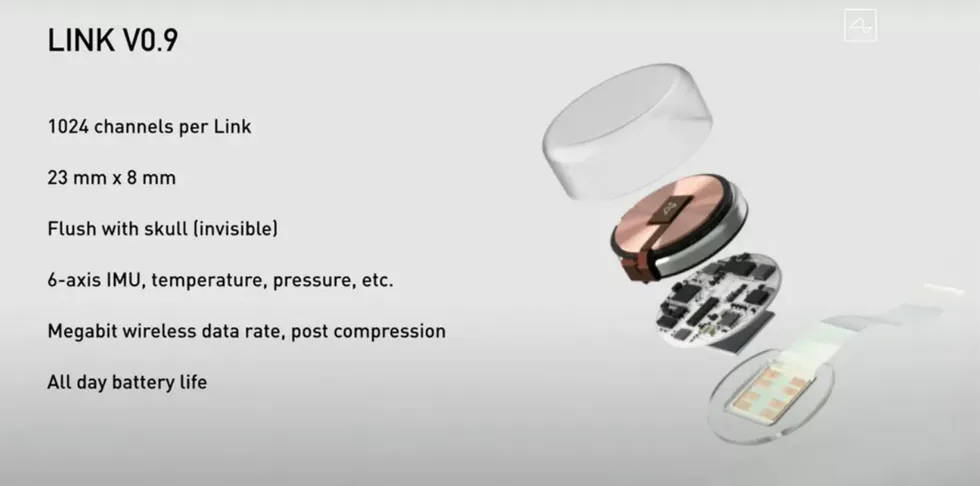 LINK V0.9
1024 channels per Link
23 mm x 8 mm
Flush with skull (invisible)
6-axis IMU, temperature, pressure, etc.
Megabit wireless data rate, post compression
All day battery life